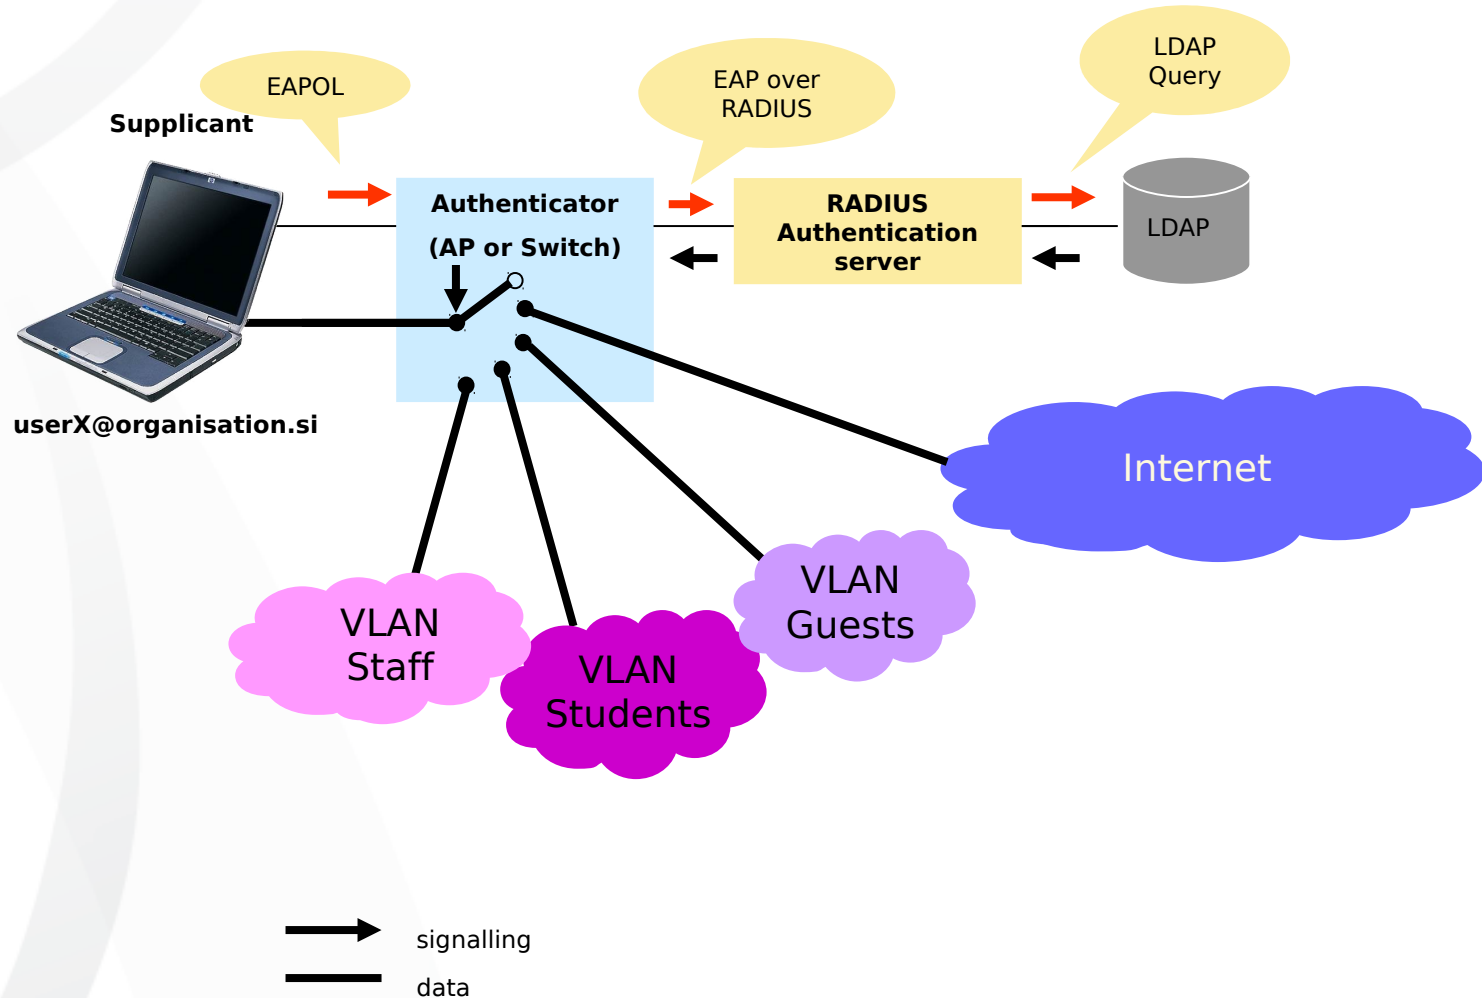 EAPOL
EAP over
RADIUS
LDAP
Query
Supplicant
Authenticator
(AP or Switch)
RADIUS
Authentication
server
LDAP
userX@organisation.si
Internet
VLAN
Staff
VLAN
Students
VLAN
Guests
signalling
data